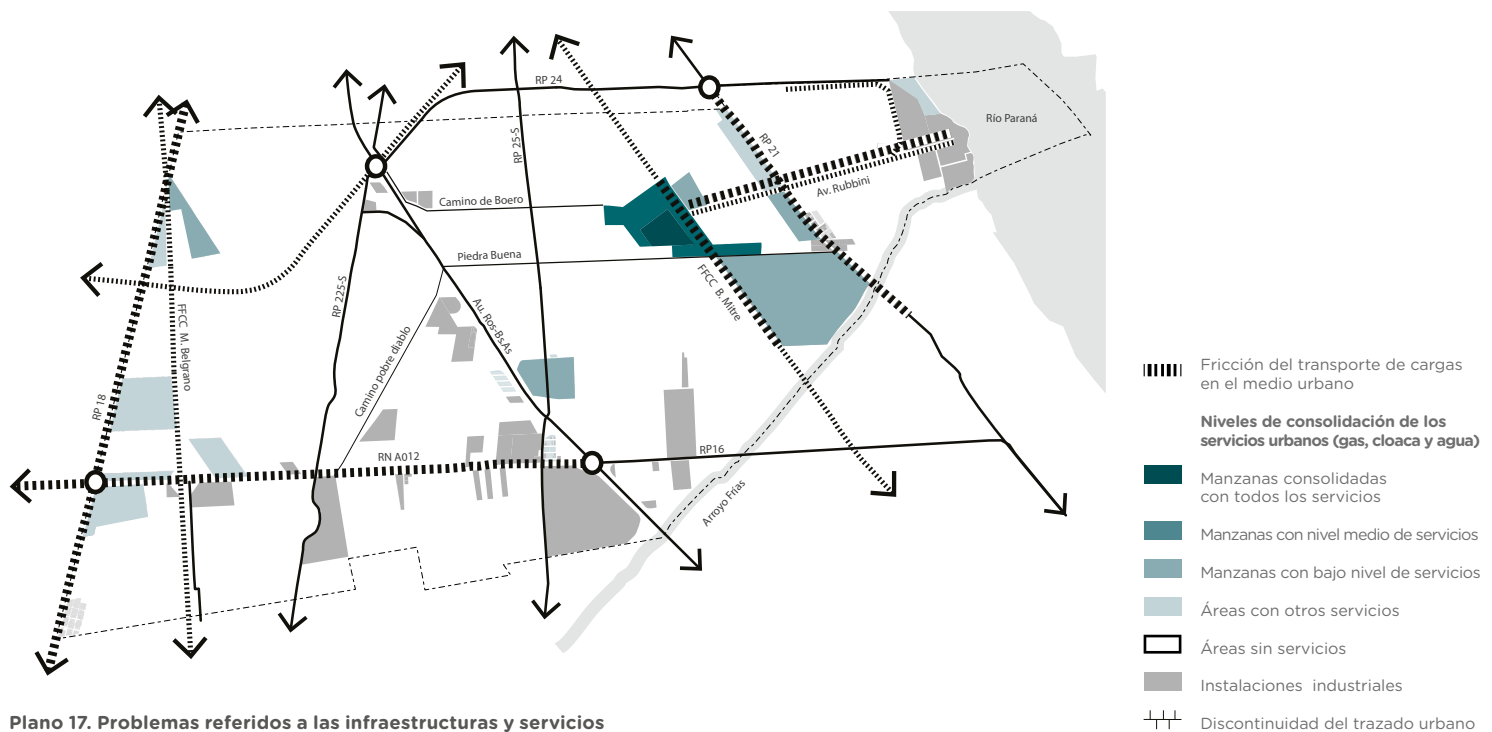 RP 24
Río Paraná
RP 25-S
RP 21
Av. Rubbini
Camino de Boero
Piedra Buena
FFCC B. Mitre
RP 225-S
Au. Ros-Bs.As
FFCC M. Belgrano
Camino pobre diablo
RP 18
RN A012
RP16
Arroyo Frías
Fricción del transporte de cargas
en el medio urbano
Niveles de consolidación de los
servicios urbanos (gas, cloaca y agua)
Manzanas consolidadas
con todos los servicios
Manzanas con nivel medio de servicios
Manzanas con bajo nivel de servicios
Áreas con otros servicios
Áreas sin servicios
Instalaciones industriales
Discontinuidad del trazado urbano
Plano 17. Problemas referidos a las infraestructuras y servicios